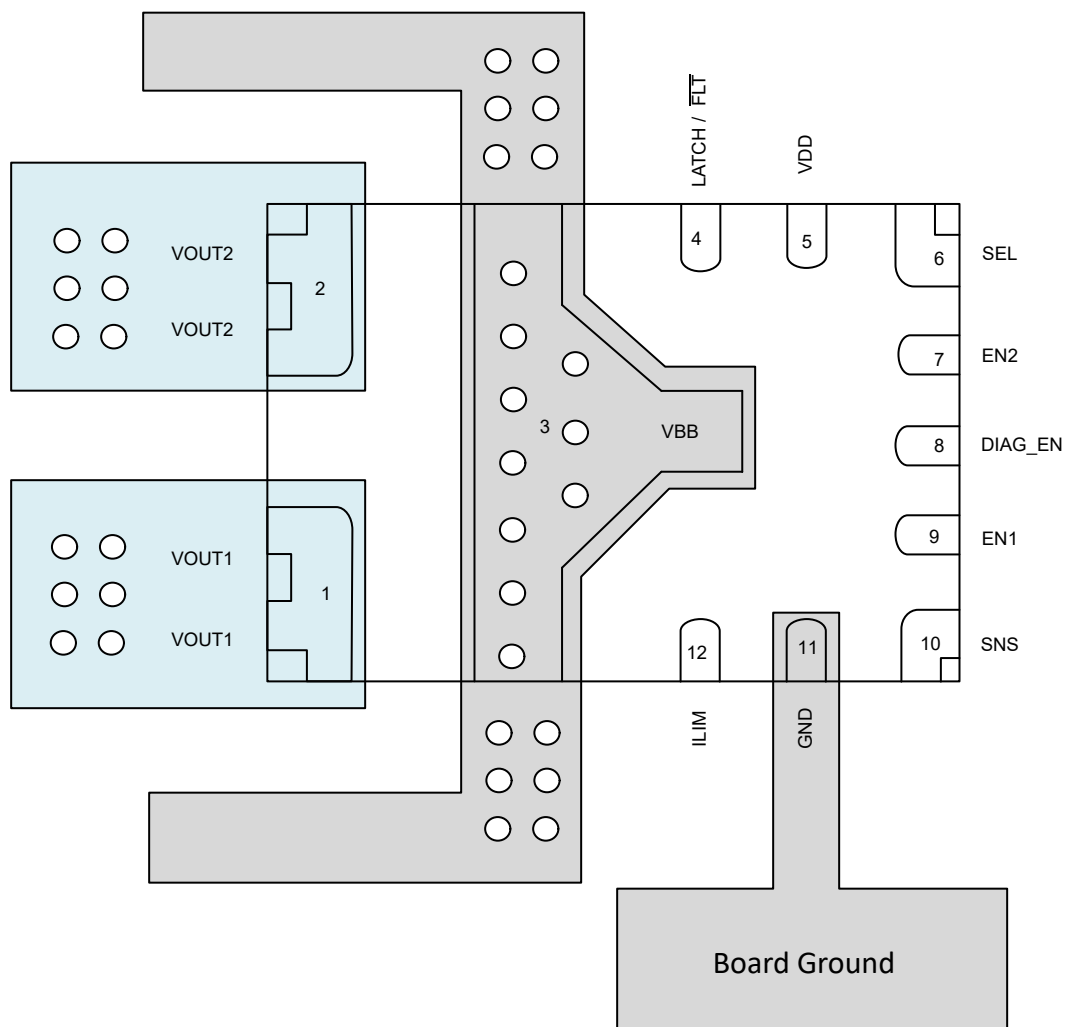 LATCH / FLT
VDD
4
5
6
SEL
VOUT2
2
VOUT2
7
EN2
3
VBB
8
DIAG_EN
9
EN1
VOUT1
1
VOUT1
12
11
10
SNS
ILIM
GND
Board Ground